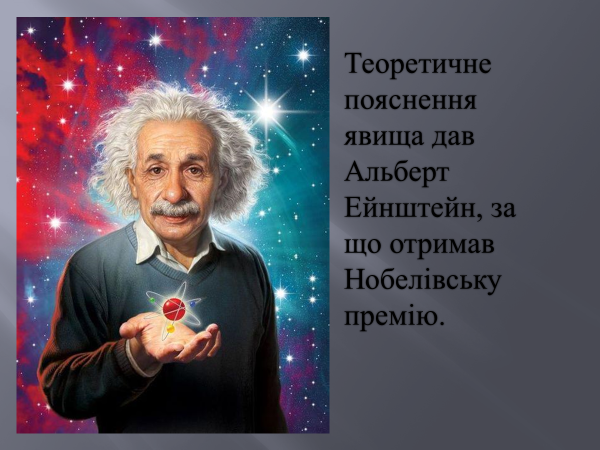 Теоретичне
пояснення
явища дав
Альберт
Ейнштейн, за
що отримав
Нобелівську
премію.